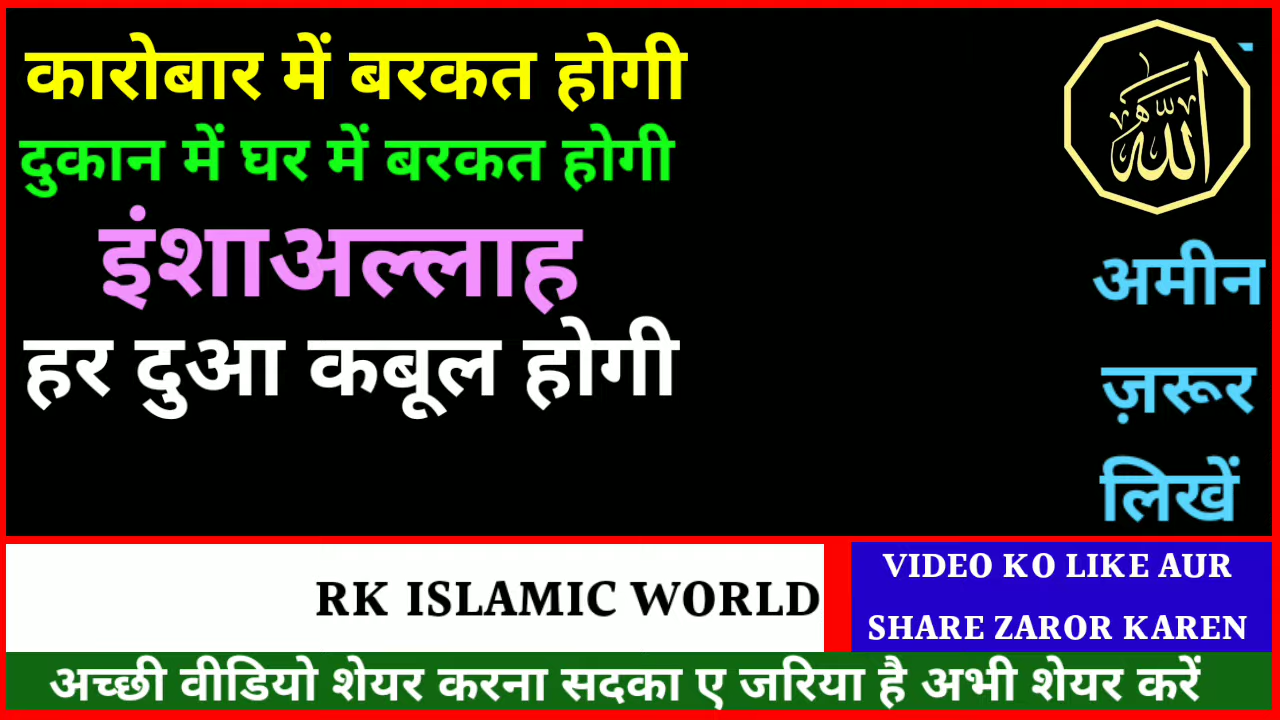 कारोबार में बरकत होगी
दुकान में घर में बरकत होगी
इंशाअल्लाह
हर दुआ कबूल होगी
الله
अमीन
ज़रूर
लिखें
RK ISLAMIC WORLD
VIDEO KO LIKE AUR
SHARE ZAROR KAREN
अच्छी वीडियो शेयर करना सदका ए जरिया है अभी शेयर करें